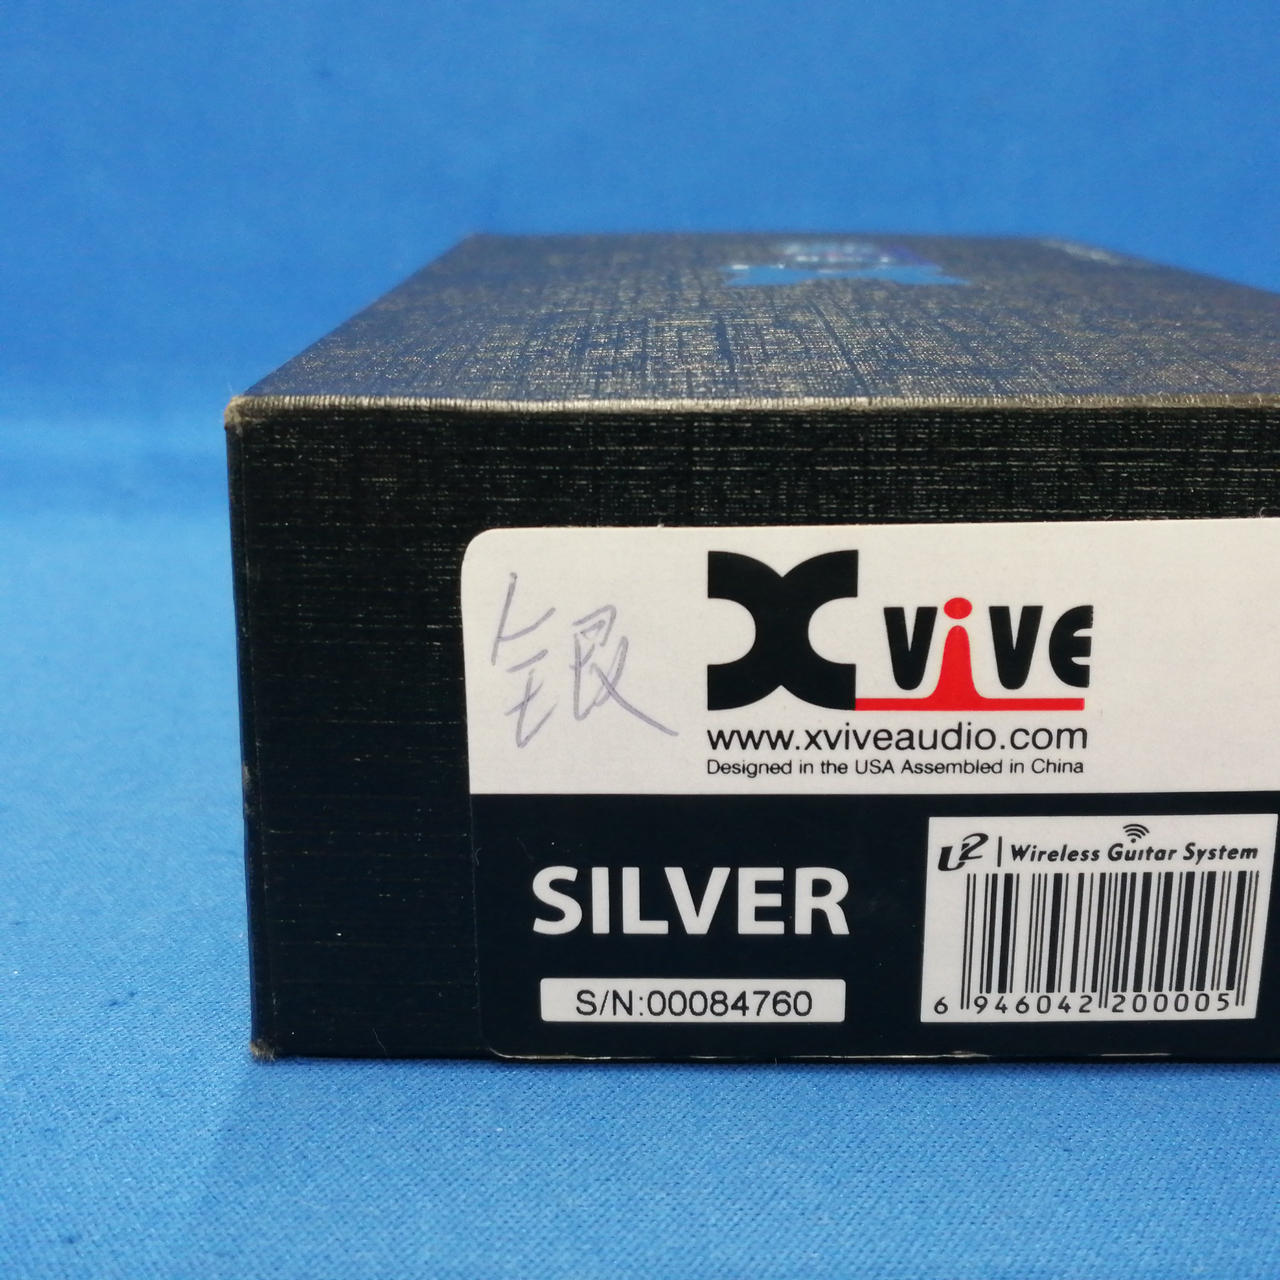 银
Xvive
www.xviveaudio.com
Designed in the USA Assembled in China
SILVER
S/N:00084760
U2 | Wireless Guitar System
6 946042 200005